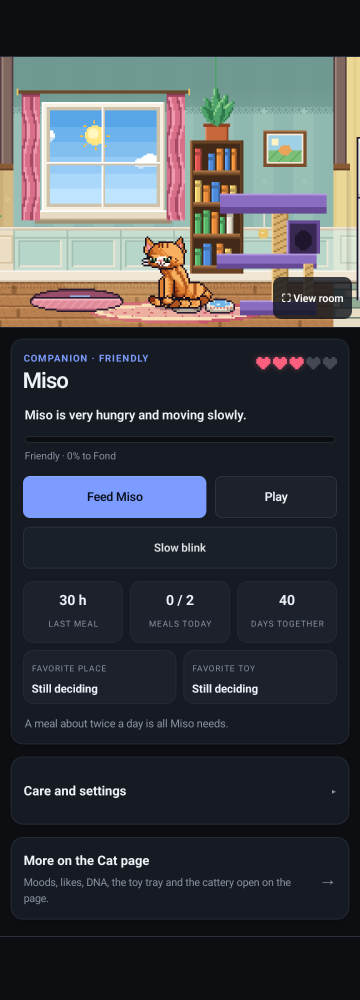 View room
COMPANION · FRIENDLY
Miso
Miso is very hungry and moving slowly.
Friendly · 0% to Fond
Feed Miso
Play
Slow blink
30 h
LAST MEAL
0 / 2
MEALS TODAY
40
DAYS TOGETHER
FAVORITE PLACE
Still deciding
FAVORITE TOY
Still deciding
A meal about twice a day is all Miso needs.
Care and settings
More on the Cat page
Moods, likes, DNA, the toy tray and the cattery open on the
page.